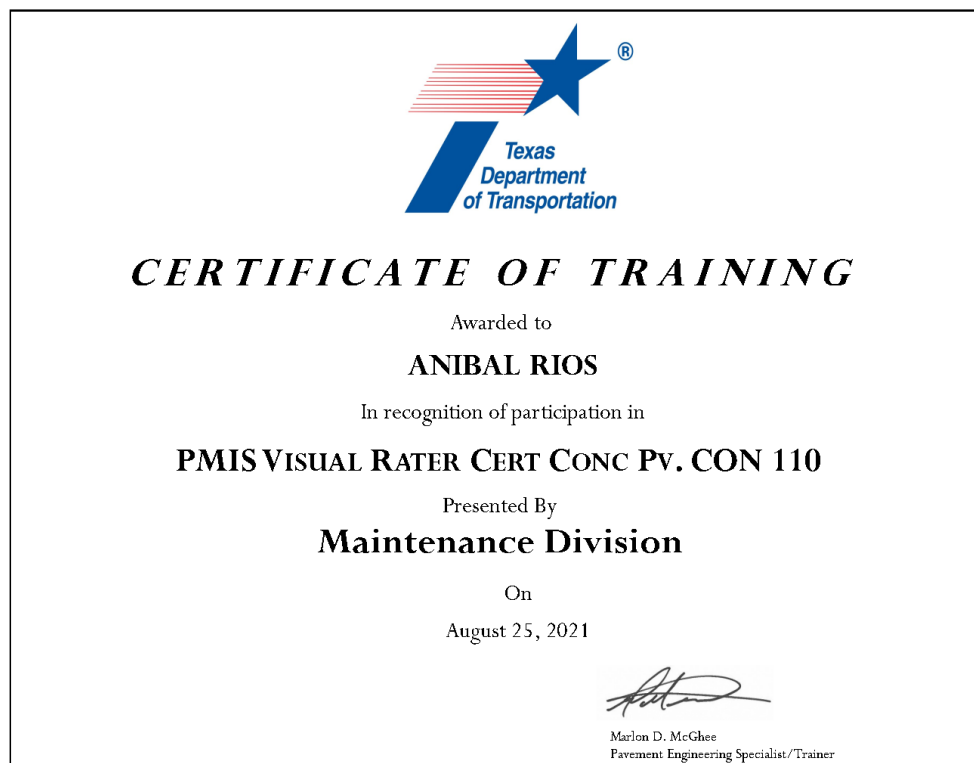 ®
Texas
Department
of Transportation
CERTIFICATE OF TRAINING
Awarded to
ANIBAL RIOS
In recognition of participation in
PMIS VISUAL RATER CERT CONC PV. CON 110
Presented By
Maintenance Division
On
August 25, 2021
Marlon D. McGhee
Pavement Engineering Specialist/Trainer